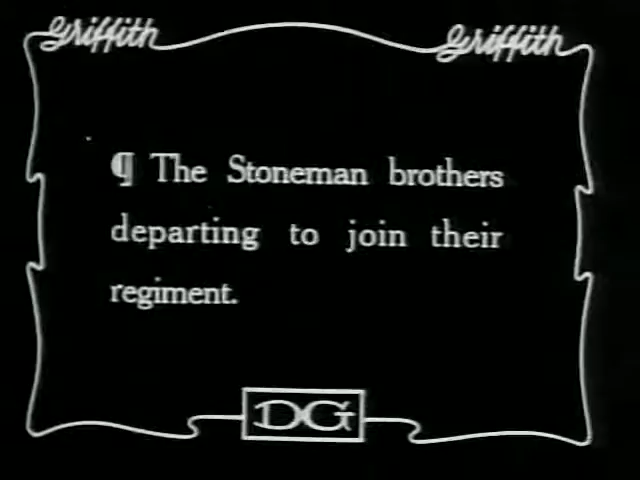 Griffith Griffith
¶ The Stoneman brothers
departing to join their
regiment.
DG